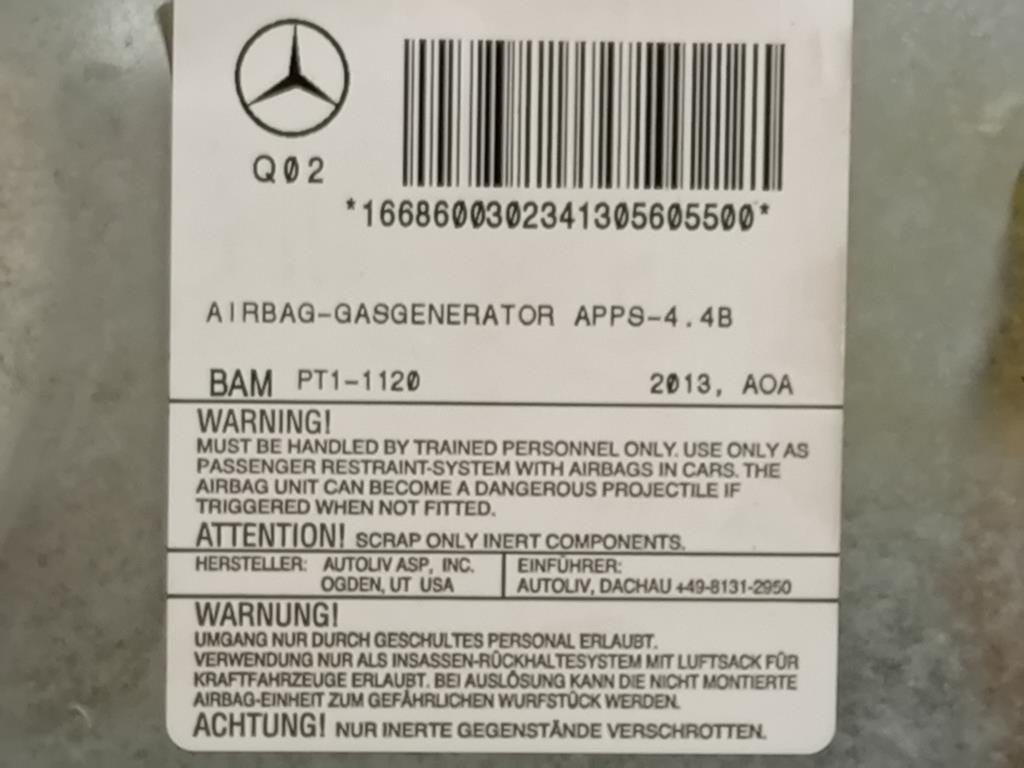 Q02
*1668600302341305605500*
AIRBAG-GASGENERATOR APPS-4.4B
BAM PT1-1120 2013, AOA
WARNING!
MUST BE HANDLED BY TRAINED PERSONNEL ONLY. USE ONLY AS
PASSENGER RESTRAINT-SYSTEM WITH AIRBAGS IN CARS. THE
AIRBAG UNIT CAN BECOME A DANGEROUS PROJECTILE IF
TRIGGERED WHEN NOT FITTED.
ATTENTION! SCRAP ONLY INERT COMPONENTS.
HERSTELLER: AUTOLIV ASP, INC.
OGDEN, UT USA
EINFÜHRER:
AUTOLIV, DACHAU +49-8131-2950
WARNUNG!
UMGANG NUR DURCH GESCHULTES PERSONAL ERLAUBT.
VERWENDUNG NUR ALS INSASSEN-RÜCKHALTESYSTEM MIT LUFTSACK FÜR
KRAFTFAHRZEUGE ERLAUBT. BEI AUSLÖSUNG KANN DIE NICHT MONTIERTE
AIRBAG-EINHEIT ZUM GEFÄHRLICHEN WURFSTÜCK WERDEN.
ACHTUNG! NUR INERTE GEGENSTÄNDE VERSCHROTTEN.